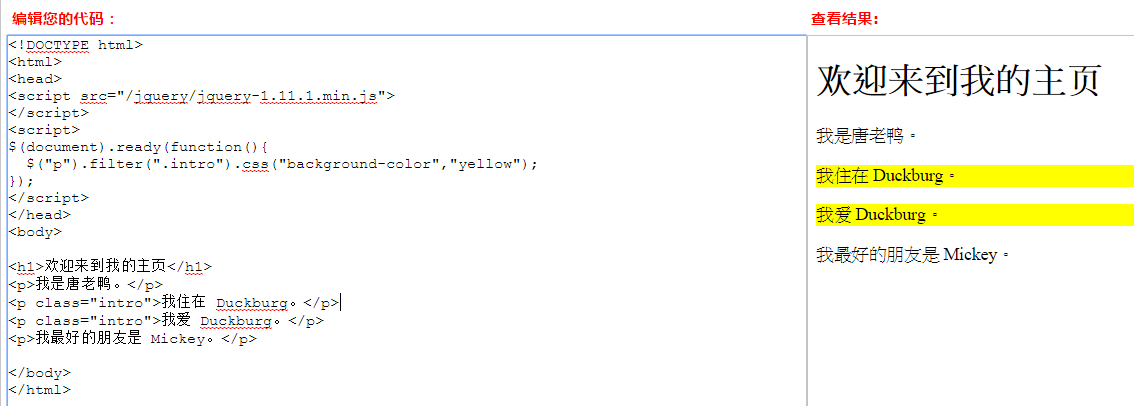 编辑您的代码：
<!DOCTYPE html>
<html>
<head>
<script src="/jquery/jquery-1.11.1.min.js">
</script>
<script>
$(document).ready(function(){
  $("p").filter(".intro").css("background-color","yellow");
});
</script>
</head>
<body>

<h1>欢迎来到我的主页</h1>
<p>我是唐老鸭。</p>
<p class="intro">我住在 Duckburg。</p>
<p class="intro">我爱 Duckburg。</p>
<p>我最好的朋友是 Mickey。</p>

</body>
</html>
查看结果:
欢迎来到我的主页
我是唐老鸭。
我住在 Duckburg。
我爱 Duckburg。
我最好的朋友是 Mickey。